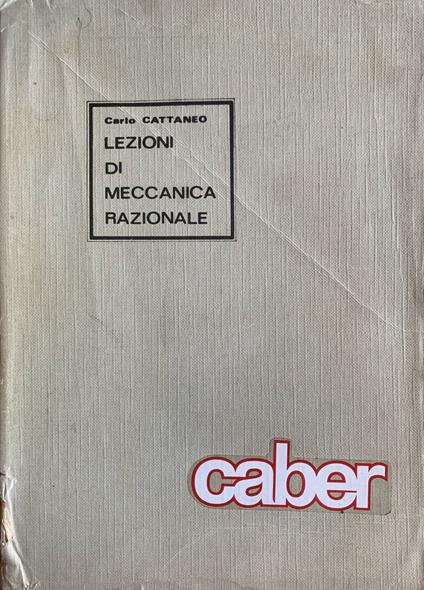 Carlo CATTANEO
LEZIONI
DI
MECCANICA
RAZIONALE
caber